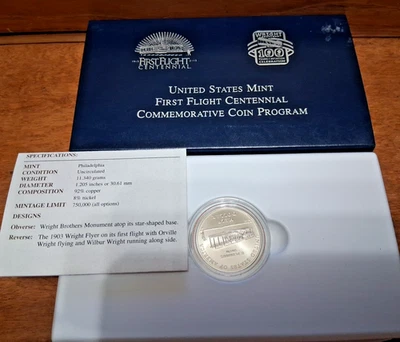 FIRST FLIGHT
CENTENNIAL
100
UNITED STATES MINT
FIRST FLIGHT CENTENNIAL
COMMEMORATIVE COIN PROGRAM
SPECIFICATIONS:
MINT Philadelphia
CONDITION Uncirculated
WEIGHT 11.340 grams
DIAMETER 1.205 inches or 30.61 mm
COMPOSITION 92% copper
8% nickel
MINTAGE LIMIT 750,000 (all options)
DESIGNS
Obverse: Wright Brothers Monument atop its star-shaped base.
Reverse: The 1903 Wright Flyer on its first flight with Orville
Wright flying and Wilbur Wright running along side.